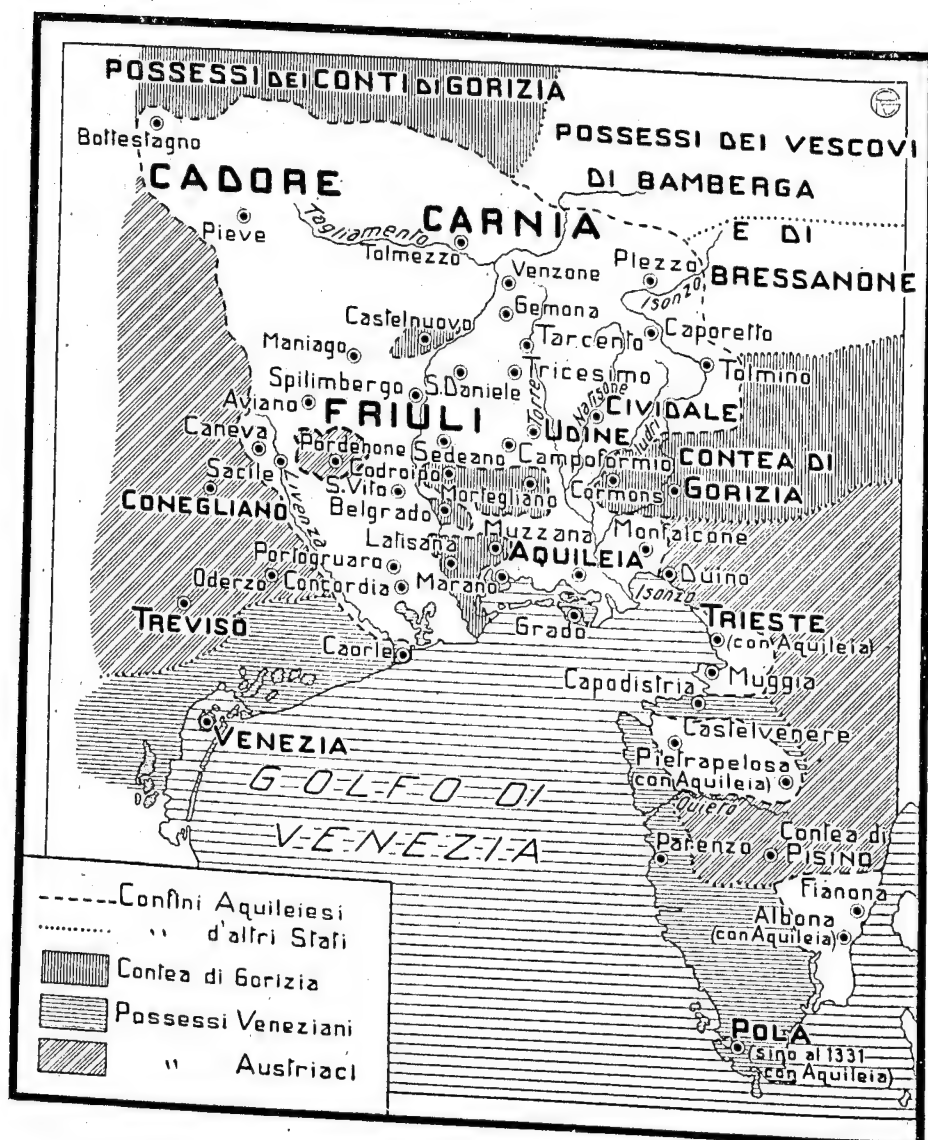 POSSESSI DEI CONTI DI GORIZIA
POSSESSI DEI VESCOVI
DI BAMBERGA
E DI
BRESSANONE
Bottestagno
CADORE
Pieve
Tagliamento
CARNIA
Tolmezzo
Venzone
Plezzo
Isonzo
Gemona
Castelnuovo
Tarcento
Caporetto
Maniago
Tricesimo
Tolmino
Spilimbergo
S.Daniele
Torre
Natisone
Aviano
FRIULI
CIVIDALE
Judri
Caneva
Pordenone
Sedeano
UDINE
Campoformio
CONTEA DI
GORIZIA
Sacile
Codroipo
Cormons
CONEGLIANO
Livenza
S.Vito
Mortegliano
Belgrado
Muzzana
Monfalcone
Latisana
AQUILEIA
Portogruaro
Duino
Oderzo
Concordia
Marano
Isonzo
TREVISO
Grado
TRIESTE
(con Aquileia)
Caorle
Muggia
Capodistria
VENEZIA
Castelvenere
Pietrapelosa
(con Aquileia)
GOLFO DI
VENEZIA
Quieto
Parenzo
Contea di
PISINO
Fianona
Albona
(con Aquileia)
POLA
(sino al 1331
con Aquileia)
Confini Aquileiesi
" d'altri Stati
Contea di Gorizia
Possessi Veneziani
" Austriaci